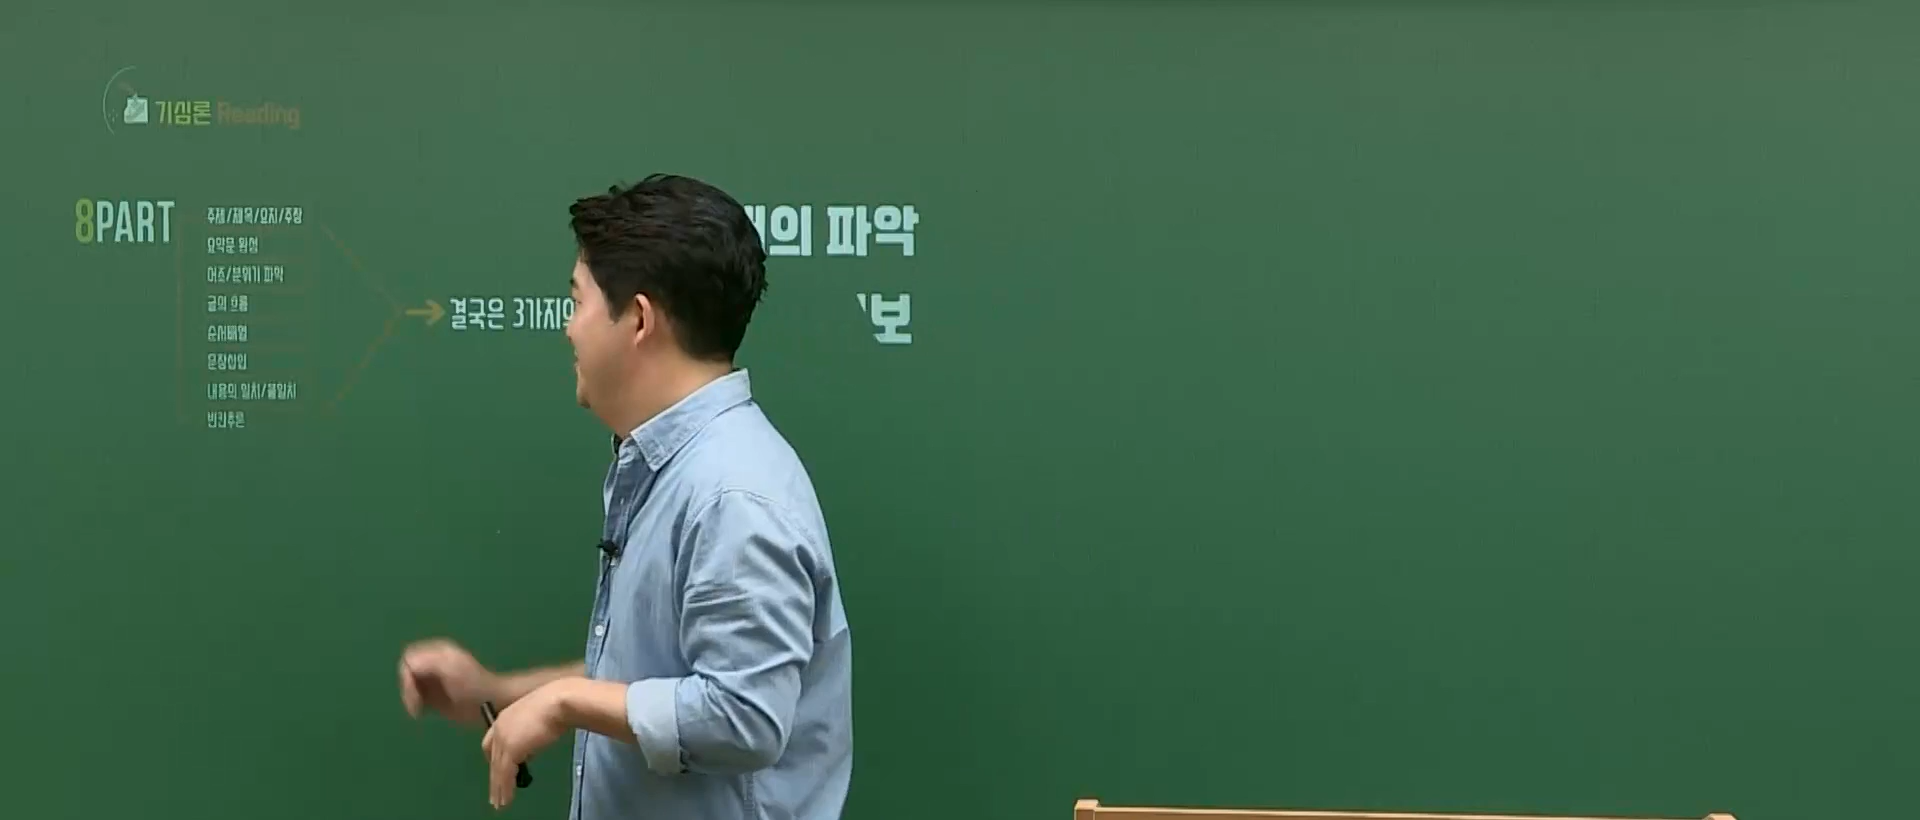 기심론 Reading
8PART
주제/제목/요지/주장
요약문 완성
어조/분위기 파악
글의 흐름
순서배열
문장삽입
내용의 일치/불일치
빈칸추론
결국은 3가지의
의 파악
보